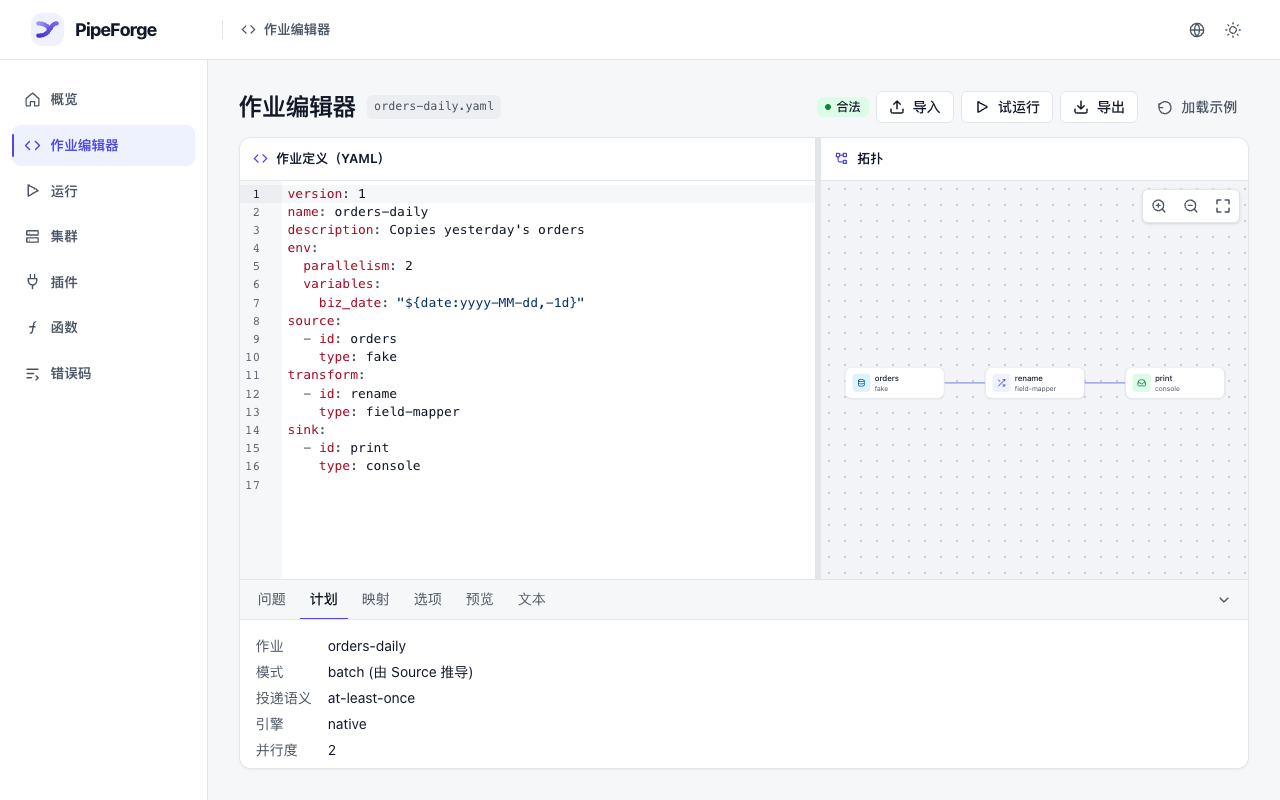 PipeForge
作业编辑器
概览
作业编辑器
运行
集群
插件
函数
错误码
作业编辑器 orders-daily.yaml
合法 导入 试运行 导出 加载示例
作业定义（YAML）
1 version: 1
2 name: orders-daily
3 description: Copies yesterday's orders
4 env:
5 parallelism: 2
6 variables:
7 biz_date: "${date:yyyy-MM-dd,-1d}"
8 source:
9 - id: orders
10 type: fake
11 transform:
12 - id: rename
13 type: field-mapper
14 sink:
15 - id: print
16 type: console
17
拓扑
orders
fake
rename
field-mapper
print
console
问题 计划 映射 选项 预览 文本
作业 orders-daily
模式 batch (由 Source 推导)
投递语义 at-least-once
引擎 native
并行度 2